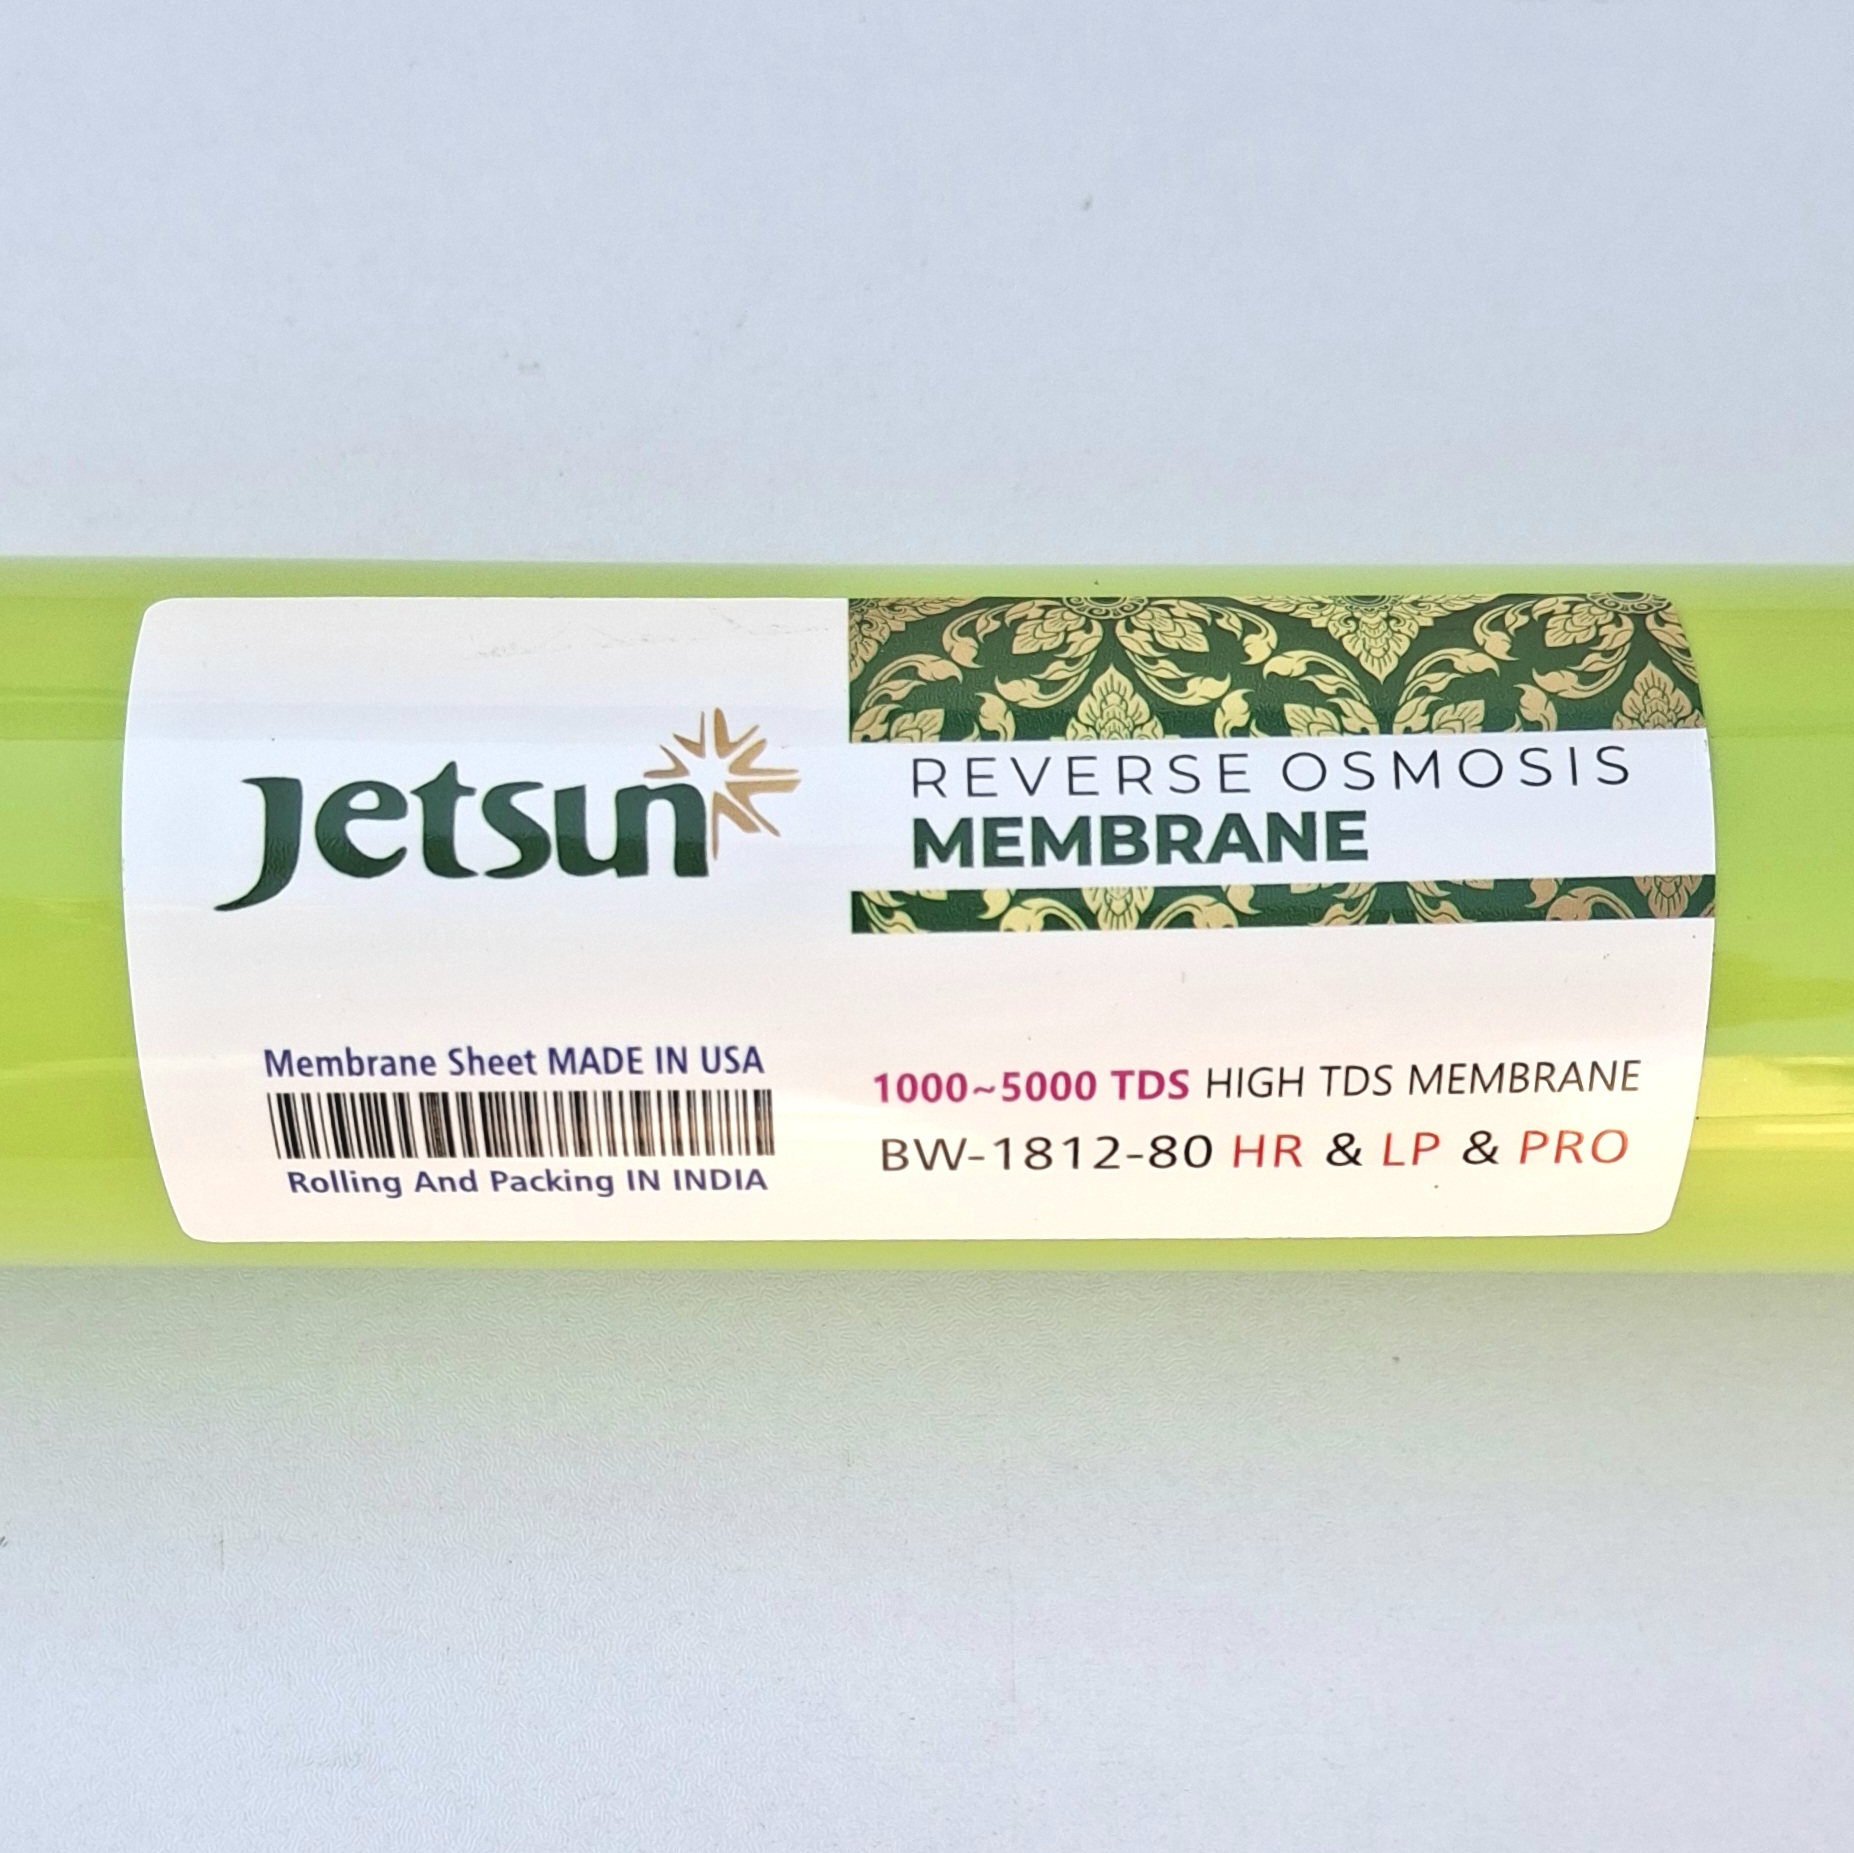 Jetsun
REVERSE OSMOSIS
MEMBRANE
Membrane Sheet MADE IN USA
Rolling And Packing IN INDIA
1000~5000 TDS HIGH TDS MEMBRANE
BW-1812-80 HR & LP & PRO